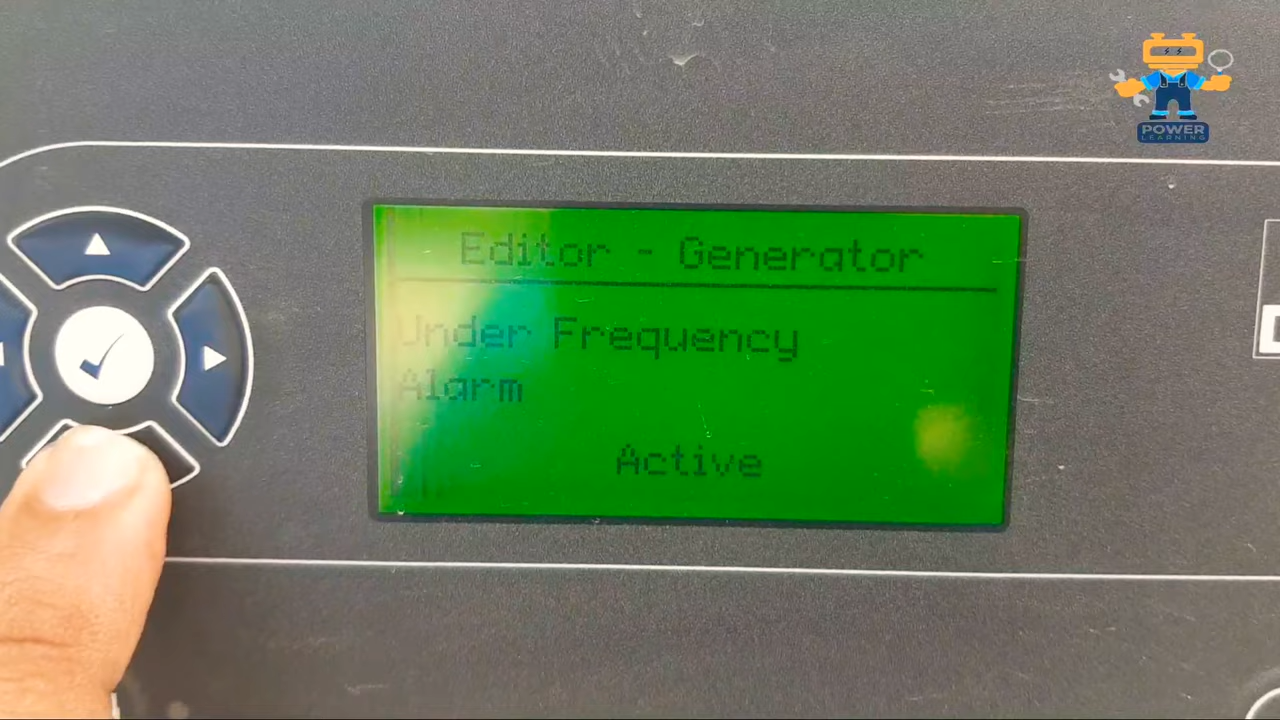 POWER
LEARNING
Editor - Generator
Under Frequency
Alarm
Active